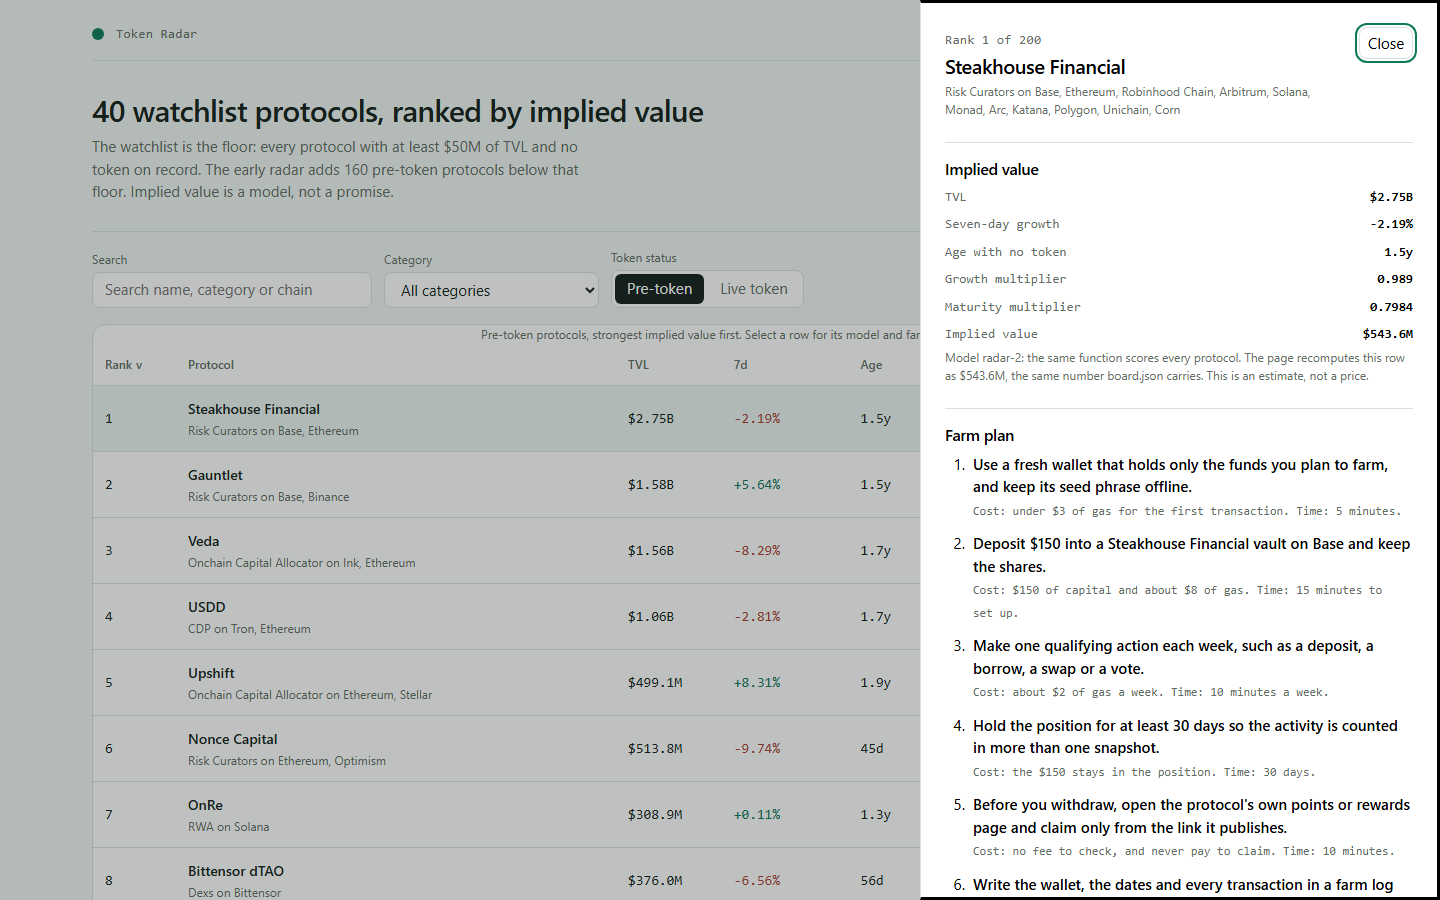 Token Radar
40 watchlist protocols, ranked by implied value
The watchlist is the floor: every protocol with at least $50M of TVL and no
token on record. The early radar adds 160 pre-token protocols below that
floor. Implied value is a model, not a promise.
Search
Category
Token status
Search name, category or chain
All categories
Pre-token
Live token
Pre-token protocols, strongest implied value first. Select a row for its model and far
Rank v
Protocol
TVL
7d
Age
1
Steakhouse Financial
Risk Curators on Base, Ethereum
$2.75B
-2.19%
1.5y
2
Gauntlet
Risk Curators on Base, Binance
$1.58B
+5.64%
1.5y
3
Veda
Onchain Capital Allocator on Ink, Ethereum
$1.56B
-8.29%
1.7y
4
USDD
CDP on Tron, Ethereum
$1.06B
-2.81%
1.7y
5
Upshift
Onchain Capital Allocator on Ethereum, Stellar
$499.1M
+8.31%
1.9y
6
Nonce Capital
Risk Curators on Ethereum, Optimism
$513.8M
-9.74%
45d
7
OnRe
RWA on Solana
$308.9M
+0.11%
1.3y
8
Bittensor dTAO
Dexs on Bittensor
$376.0M
-6.56%
56d
Rank 1 of 200
Close
Steakhouse Financial
Risk Curators on Base, Ethereum, Robinhood Chain, Arbitrum, Solana,
Monad, Arc, Katana, Polygon, Unichain, Corn
Implied value
TVL
$2.75B
Seven-day growth
-2.19%
Age with no token
1.5y
Growth multiplier
0.989
Maturity multiplier
0.7984
Implied value
$543.6M
Model radar-2: the same function scores every protocol. The page recomputes this row
as $543.6M, the same number board.json carries. This is an estimate, not a price.
Farm plan
1. Use a fresh wallet that holds only the funds you plan to farm,
and keep its seed phrase offline.
Cost: under $3 of gas for the first transaction. Time: 5 minutes.
2. Deposit $150 into a Steakhouse Financial vault on Base and keep
the shares.
Cost: $150 of capital and about $8 of gas. Time: 15 minutes to
set up.
3. Make one qualifying action each week, such as a deposit, a
borrow, a swap or a vote.
Cost: about $2 of gas a week. Time: 10 minutes a week.
4. Hold the position for at least 30 days so the activity is counted
in more than one snapshot.
Cost: the $150 stays in the position. Time: 30 days.
5. Before you withdraw, open the protocol's own points or rewards
page and claim only from the link it publishes.
Cost: no fee to check, and never pay to claim. Time: 10 minutes.
6. Write the wallet, the dates and every transaction in a farm log